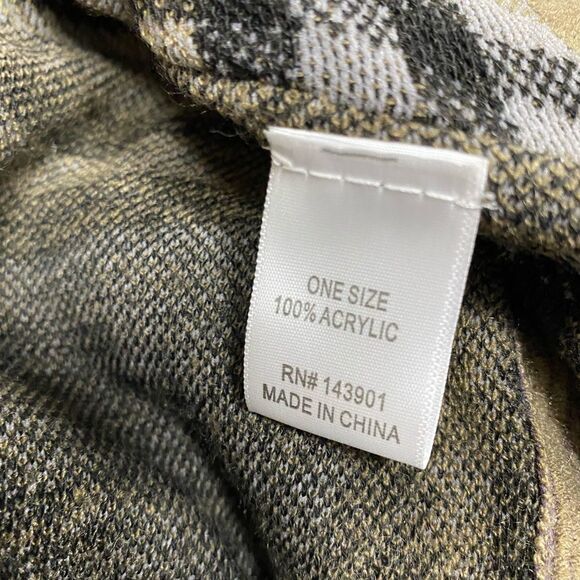 ONE SIZE
100% ACRYLIC
RN# 143901
MADE IN CHINA